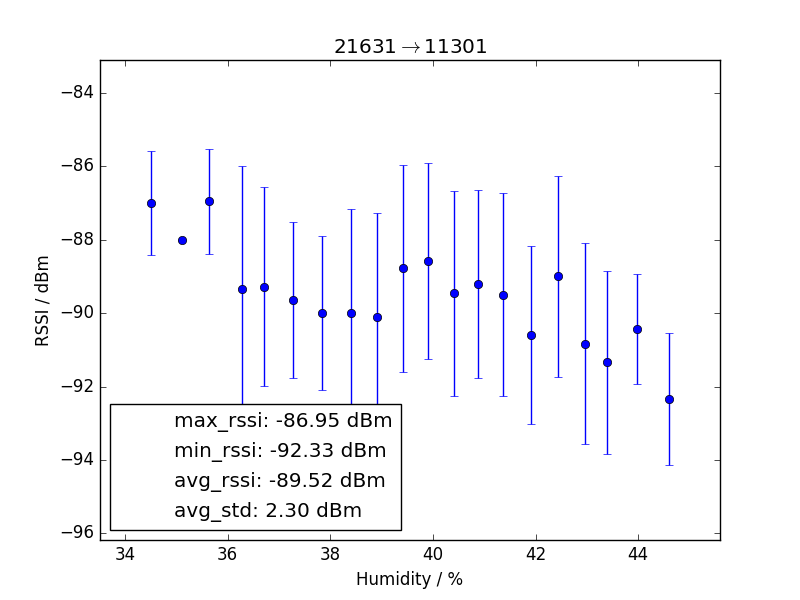 21631→11301
−84
−86
−88
−90
−92
−94
−96
RSSI / dBm
max_rssi: -86.95 dBm
min_rssi: -92.33 dBm
avg_rssi: -89.52 dBm
avg_std: 2.30 dBm
34 36 38 40 42 44
Humidity / %